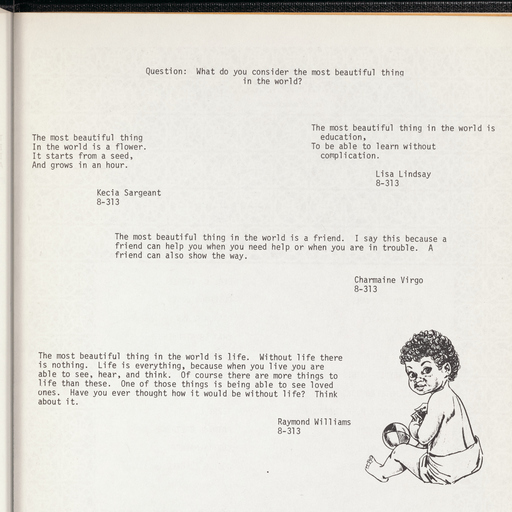 Question: What do you consider the most beautiful thing
in the world?
The most beautiful thing
In the world is a flower.
It starts from a seed,
And grows in an hour.
Kecia Sargeant
8-313
The most beautiful thing in the world is
education,
To be able to learn without
complication.
Lisa Lindsay
8-313
The most beautiful thing in the world is a friend. I say this because a
friend can help you when you need help or when you are in trouble. A
friend can also show the way.
Charmaine Virgo
8-313
The most beautiful thing in the world is life. Without life there
is nothing. Life is everything, because when you live you are
able to see, hear, and think. Of course there are more things to
life than these. One of those things is being able to see loved
ones. Have you ever thought how it would be without life? Think
about it.
Raymond Williams
8-313